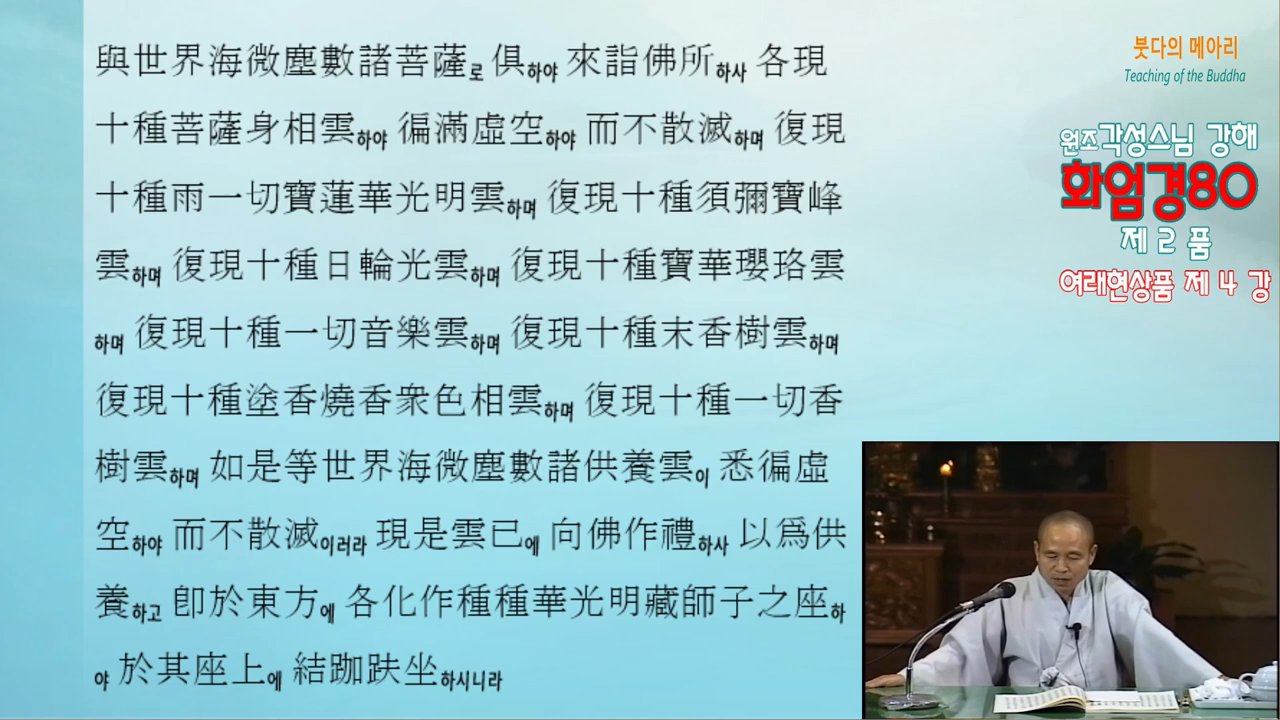 與世界海微塵數諸菩薩로 俱하야 來詣佛所하사 各現
十種菩薩身相雲하야 徧滿虛空하야 而不散滅하며 復現
十種雨一切寶蓮華光明雲하며 復現十種須彌寶峰
雲하며 復現十種日輪光雲하며 復現十種寶華瓔珞雲
하며 復現十種一切音樂雲하며 復現十種末香樹雲하며
復現十種塗香燒香衆色相雲하며 復現十種一切香
樹雲하며 如是等世界海微塵數諸供養雲이 悉徧虛
空하야 而不散滅이러라 現是雲已에 向佛作禮하사 以爲供
養하고 卽於東方에 各化作種種華光明藏師子之座하
야 於其座上에 結跏趺坐하시니라
붓다의 메아리
Teaching of the Buddha
원조각성스님 강해
화엄경80
제 2 품
여래현상품 제 4 강